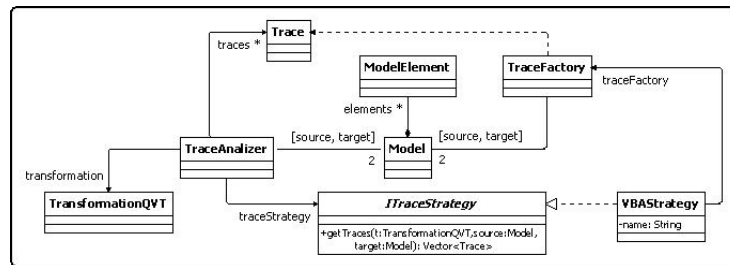 Trace
traces *
ModelElement
TraceFactory
traceFactory
elements *
[source, target]
[source, target]
TraceAnalizer
2
Model
2
transformation
TransformationQVT
traceStrategy
ITraceStrategy
+getTraces(t:TransformationQVT,source:Model,
target:Model): Vector<Trace>
VBAStrategy
-name: String